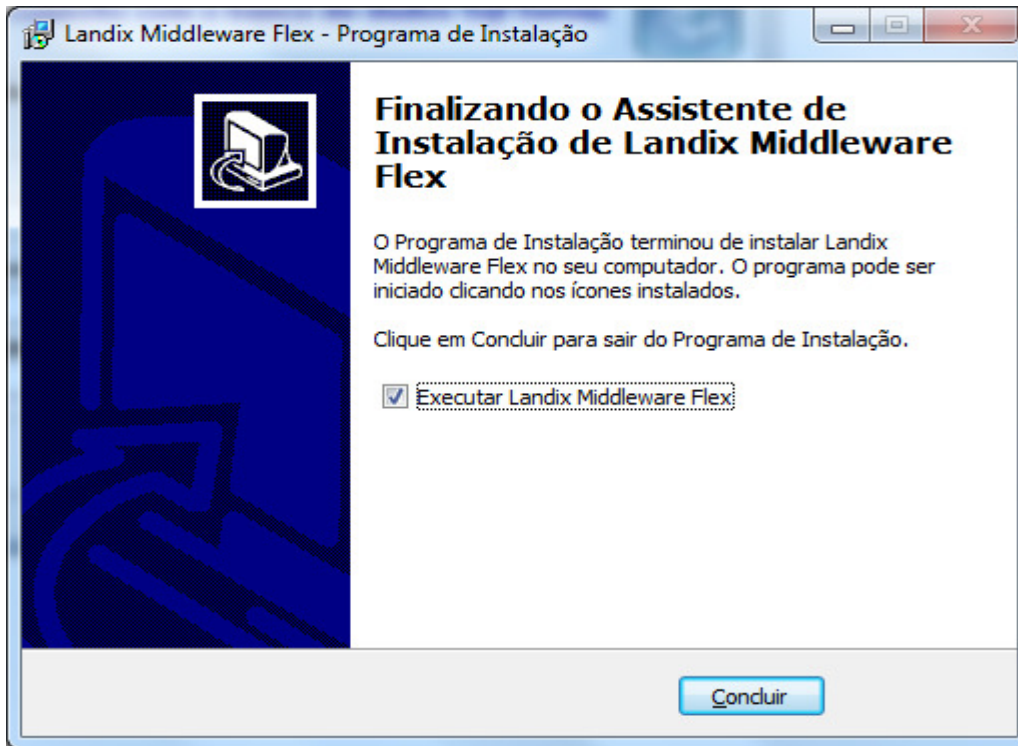 Landix Middleware Flex - Programa de Instalação
Finalizando o Assistente de
Instalação de Landix Middleware
Flex
O Programa de Instalação terminou de instalar Landix
Middleware Flex no seu computador. O programa pode ser
iniciado clicando nos ícones instalados.
Clique em Concluir para sair do Programa de Instalação.
Executar Landix Middleware Flex
Concluir